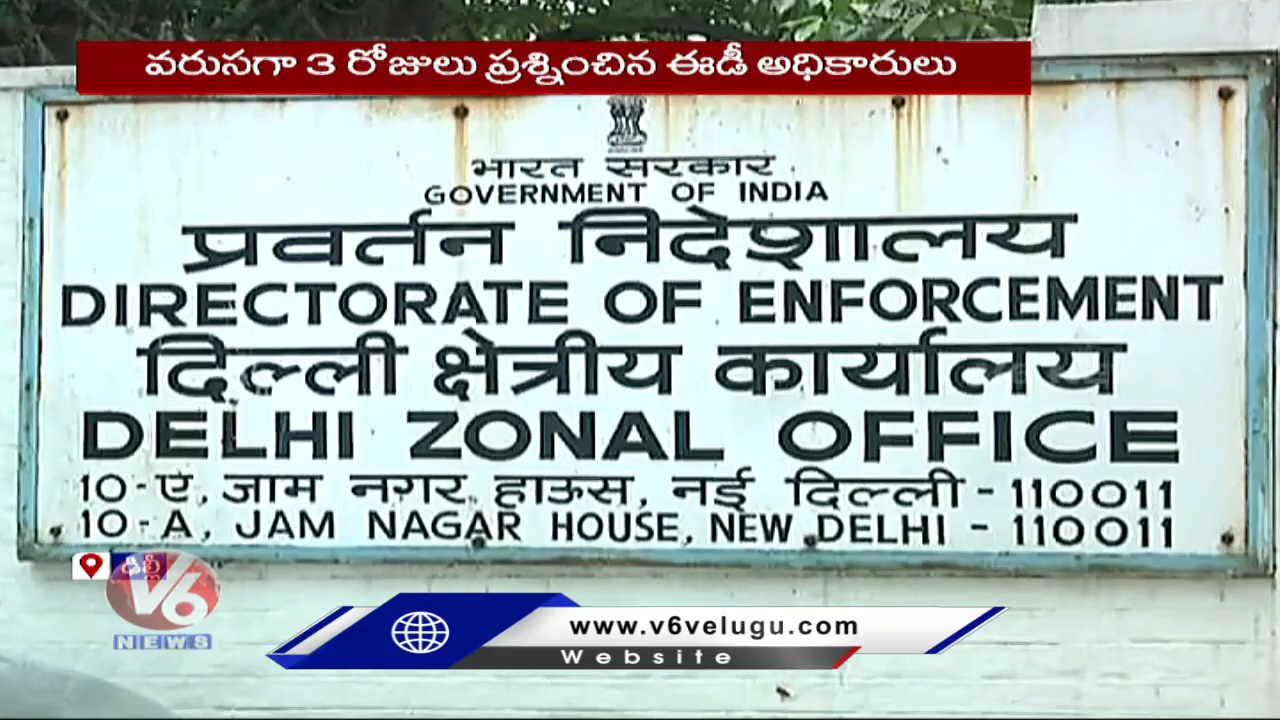 వరుసగా 3 రోజులు ప్రశ్నించిన ఈడీ అధికారులు
भारत सरकार
GOVERNMENT OF INDIA
प्रवर्तन निदेशालय
DIRECTORATE OF ENFORCEMENT
दिल्ली क्षेत्रीय कार्यालय
DELHI ZONAL OFFICE
10-ए, जाम नगर हाऊस, नई दिल्ली - 110011
10-A, JAM NAGAR HOUSE, NEW DELHI - 110011
V6
NEWS
www.v6velugu.com
Website